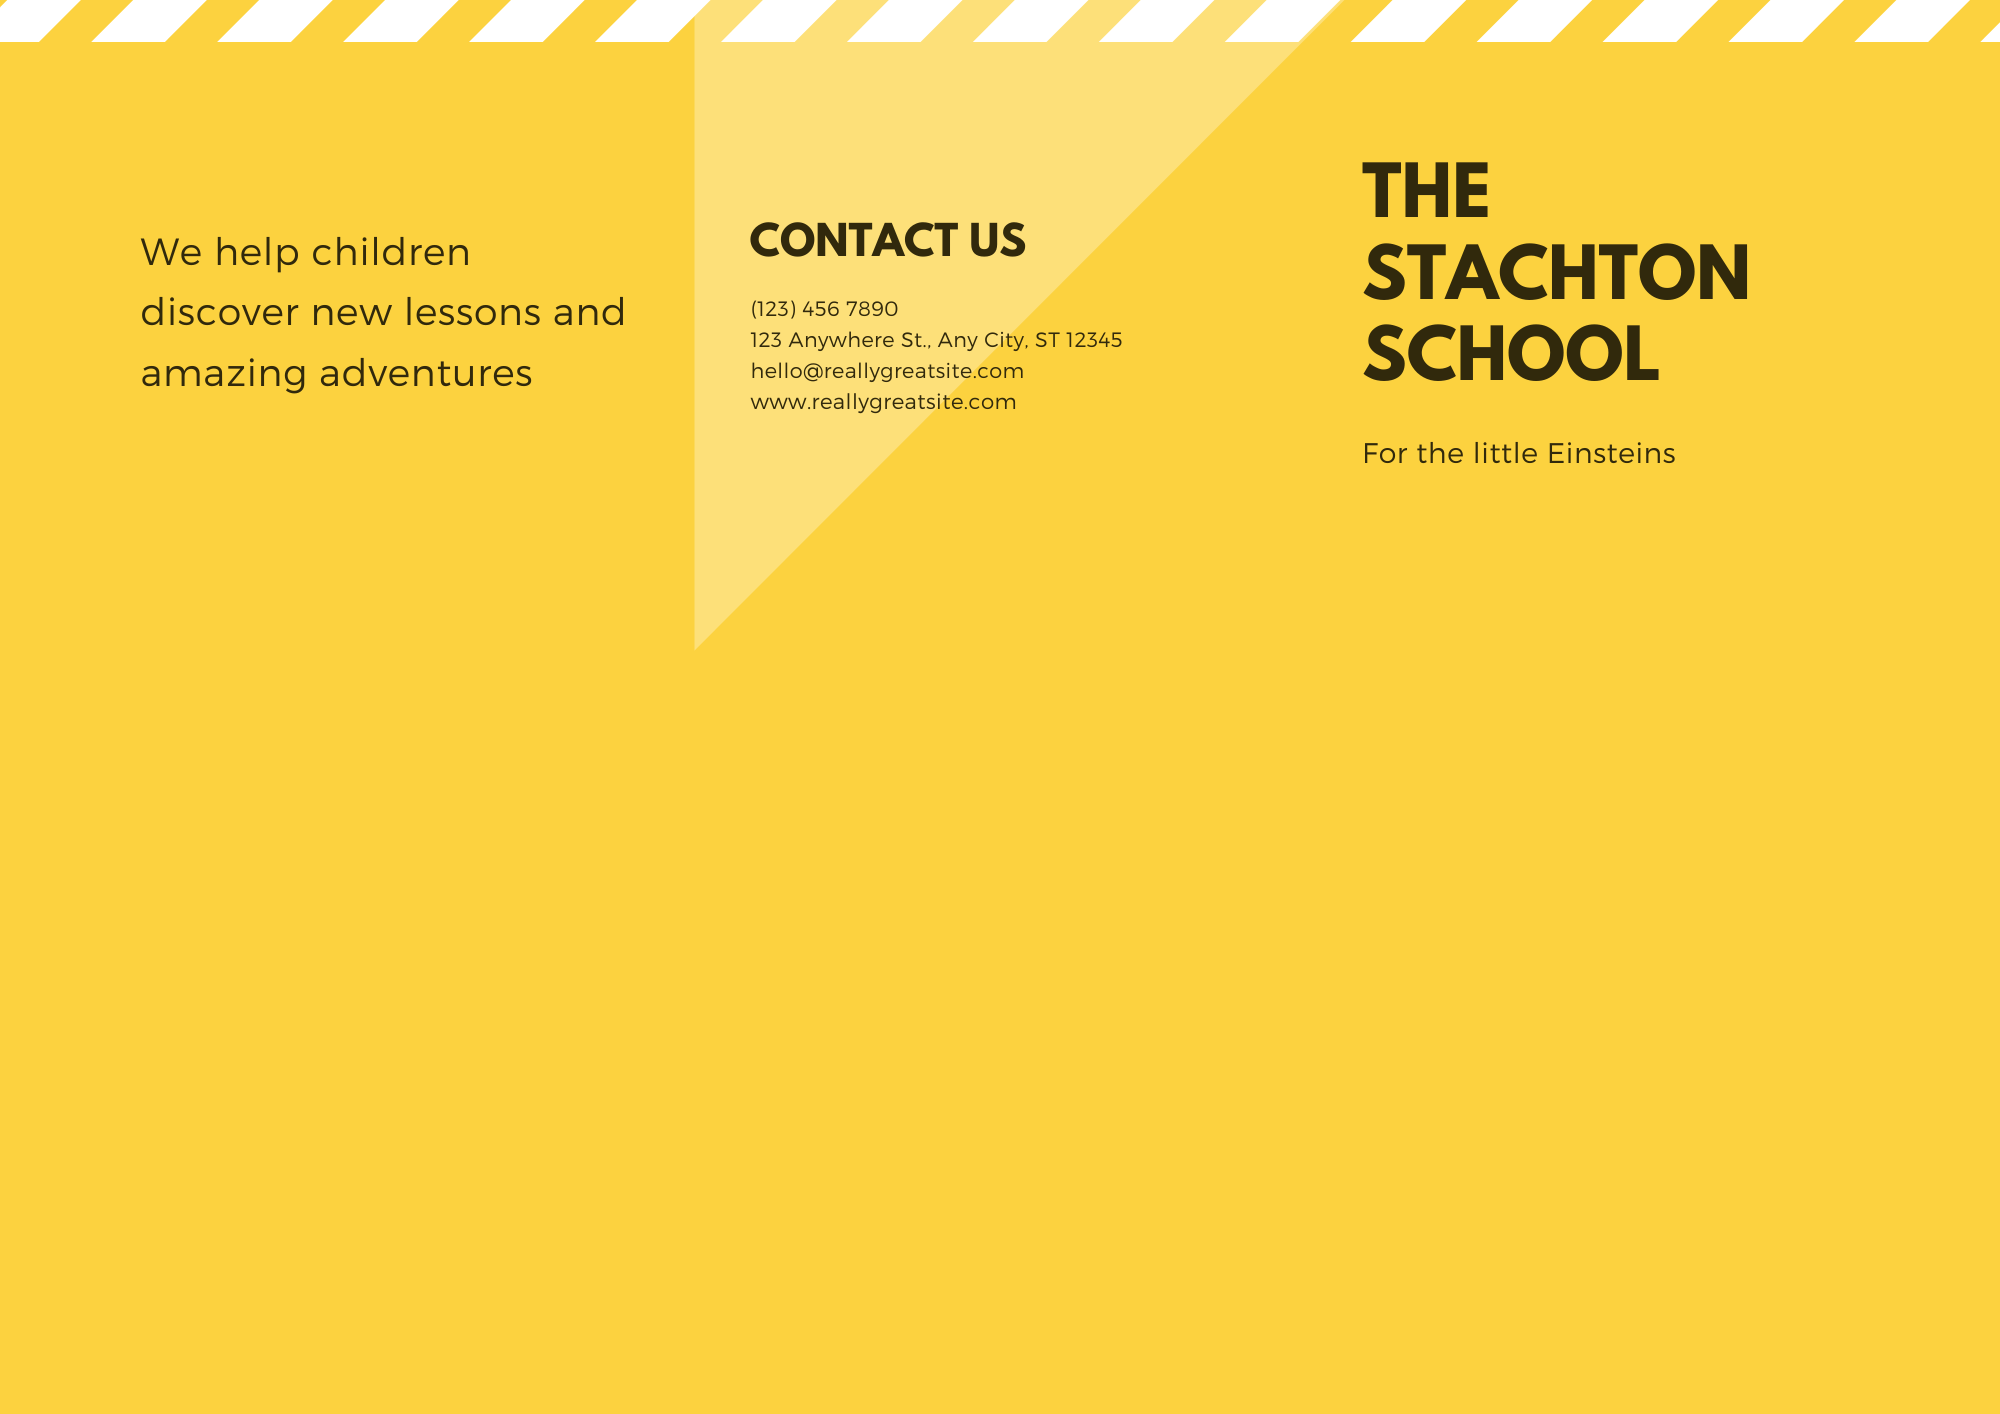 We help children
discover new lessons and
amazing adventures
CONTACT US
(123) 456 7890
123 Anywhere St., Any City, ST 12345
hello@reallygreatsite.com
www.reallygreatsite.com
THE
STACHTON
SCHOOL
For the little Einsteins